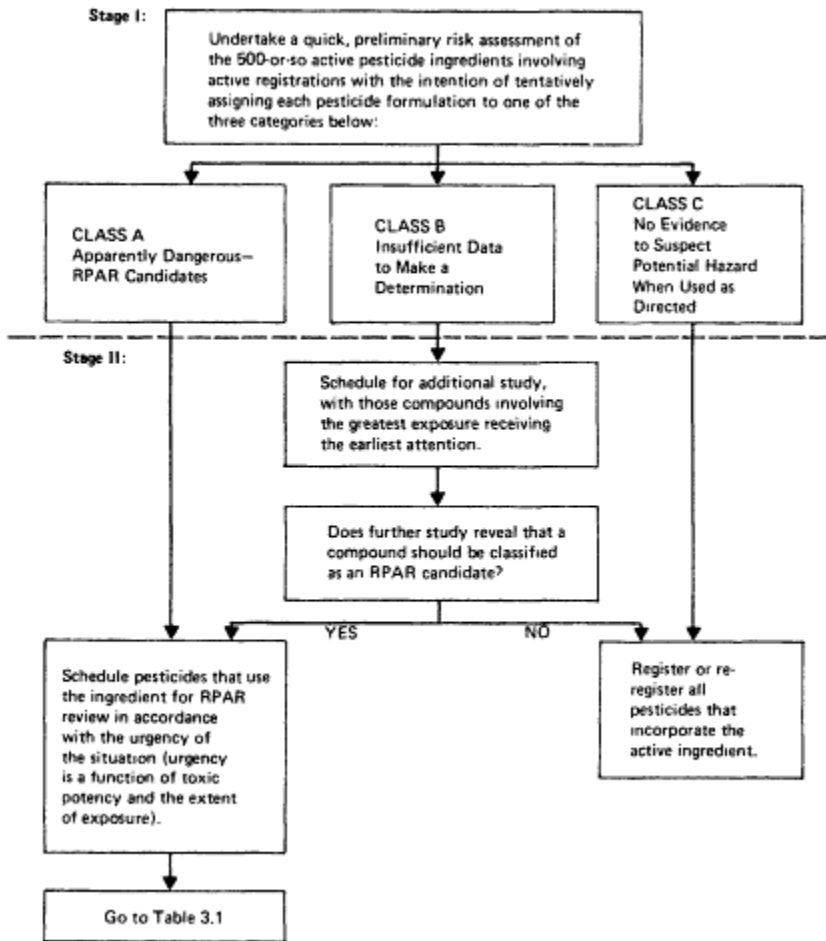 Stage I:
Undertake a quick, preliminary risk assessment of
the 500-or-so active pesticide ingredients involving
active registrations with the intention of tentatively
assigning each pesticide formulation to one of the
three categories below:
CLASS A
Apparently Dangerous—
RPAR Candidates
CLASS B
Insufficient Data
to Make a
Determination
CLASS C
No Evidence
to Suspect
Potential Hazard
When Used as
Directed
Stage II:
Schedule for additional study,
with those compounds involving
the greatest exposure receiving
the earliest attention.
Does further study reveal that a
compound should be classified
as an RPAR candidate?
YES
NO
Schedule pesticides that use
the ingredient for RPAR
review in accordance
with the urgency of
the situation (urgency
is a function of toxic
potency and the extent
of exposure).
Register or re-
register all
pesticides that
incorporate the
active ingredient.
Go to Table 3.1